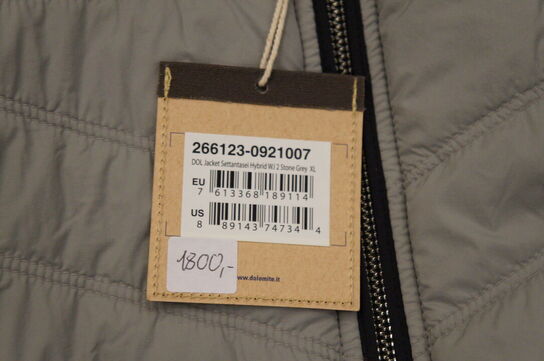 266123-0921007
DOL Jacket Settantasei Hybrid W.i 2 Stone Grey XL
EU
7 613368 189114
US
8 89143 74734 4
1800,-
www.dolomite.it